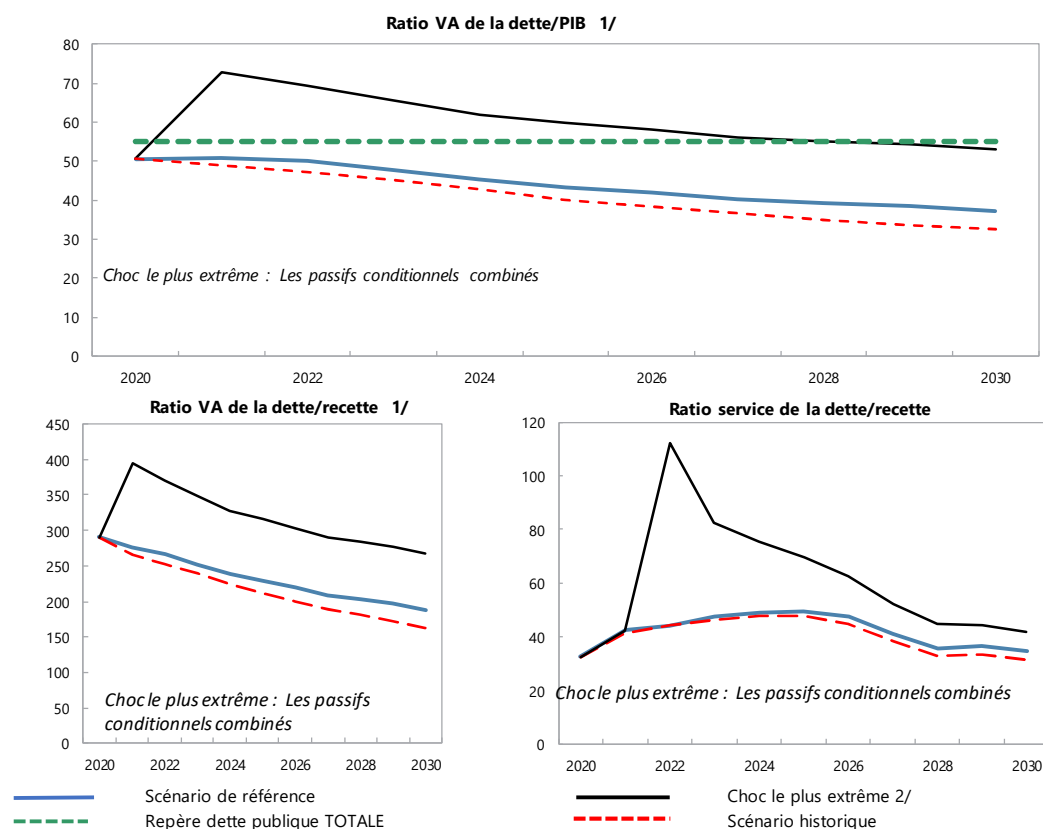 Ratio VA de la dette/PIB 1/
80
70
60
50
40
30
20
10
0
Choc le plus extrême : Les passifs conditionnels combinés
2020 2022 2024 2026 2028 2030
Ratio VA de la dette/recette 1/
450
400
350
300
250
200
150
100
50
0
Choc le plus extrême : Les passifs
conditionnels combinés
2020 2022 2024 2026 2028 2030
Ratio service de la dette/recette
120
100
80
60
40
20
0
Choc le plus extrême : Les passifs conditionnels combinés
2020 2022 2024 2026 2028 2030
Scénario de référence
Choc le plus extrême 2/
Repère dette publique TOTALE
Scénario historique